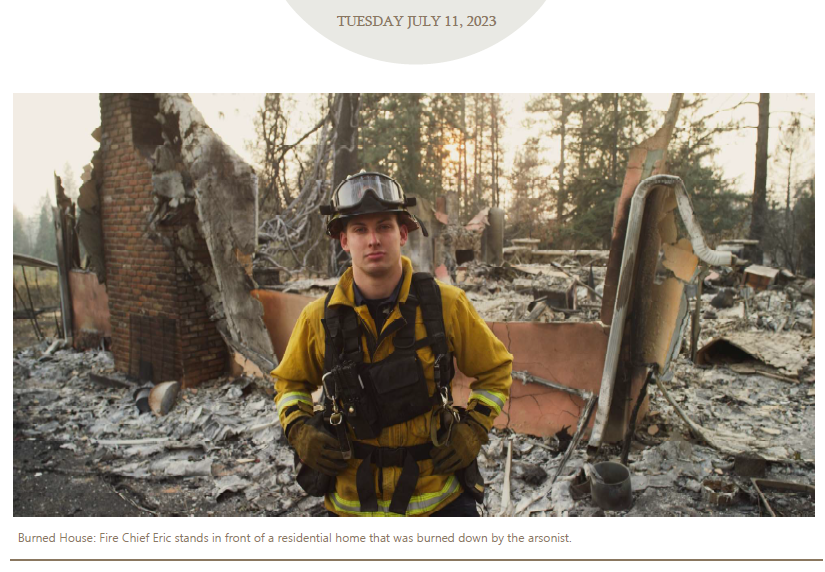 TUESDAY JULY 11, 2023
Burned House: Fire Chief Eric stands in front of a residential home that was burned down by the arsonist.